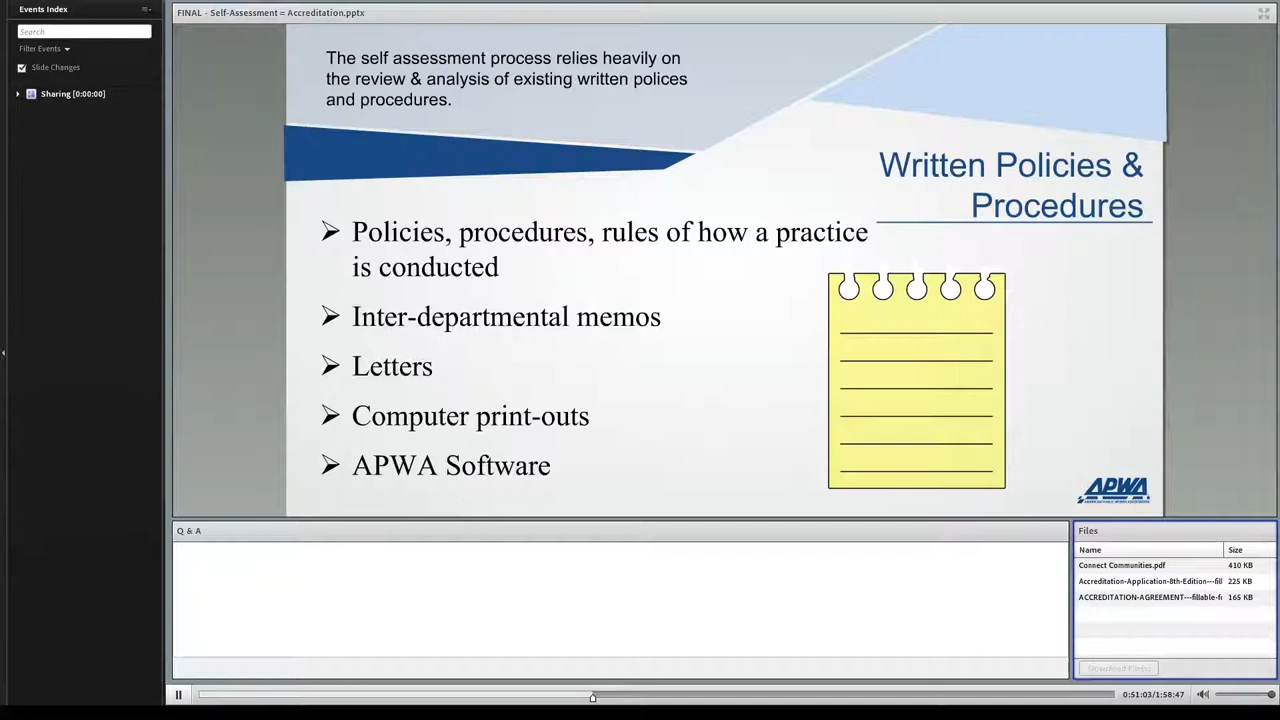 Events Index
Search
Filter Events
Slide Changes
Sharing [0:00:00]
FINAL - Self-Assessment = Accreditation.pptx
The self assessment process relies heavily on
the review & analysis of existing written polices
and procedures.
Written Policies &
Procedures
➢ Policies, procedures, rules of how a practice
is conducted
➢ Inter-departmental memos
➢ Letters
➢ Computer print-outs
➢ APWA Software
APWA
Q & A
Files
Name Size
Connect Communities.pdf 410 KB
Accreditation-Application-8th-Edition---fill 225 KB
ACCREDITATION-AGREEMENT---fillable-f 165 KB
Download File(s)
0:51:03/1:58:47